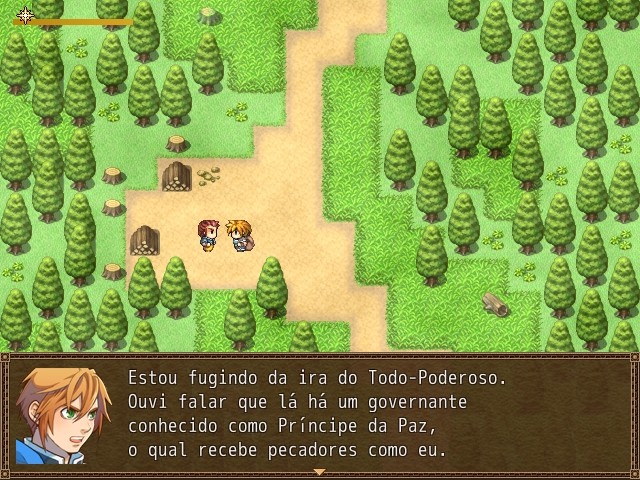 Estou fugindo da ira do Todo-Poderoso.
Ouvi falar que lá há um governante
conhecido como Príncipe da Paz,
o qual recebe pecadores como eu.